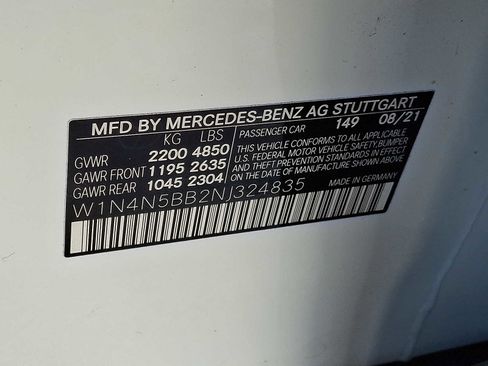 MFD BY MERCEDES-BENZ AG STUTTGART
KG LBS
GVWR 2200 4850
GAWR FRONT 1195 2635
GAWR REAR 1045 2304
PASSENGER CAR 149 08/21
THIS VEHICLE CONFORMS TO ALL APPLICABLE
U.S. FEDERAL MOTOR VEHICLE SAFETY, BUMPER
AND THEFT PREVENTION STANDARDS IN EFFECT
ON THE DATE OF MANUFACTURE SHOWN ABOVE.
W1N4N5BB2NJ324835
MADE IN GERMANY